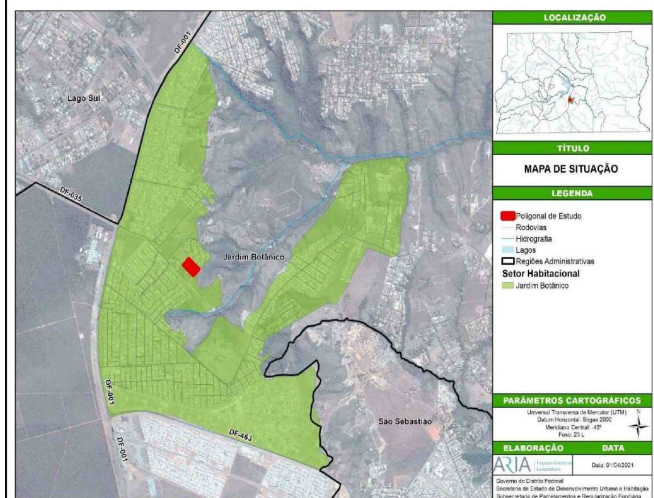 LOCALIZAÇÃO
TÍTULO
MAPA DE SITUAÇÃO
LEGENDA
Poligonal de Estudo
Rodovias
Hidrografia
Lagos
Regiões Administrativas
Setor Habitacional
Jardim Botânico
PARÂMETROS CARTOGRÁFICOS
Universal Transversa de Mercator (UTM)
Datum Horizontal: Sirgas 2000
Meridiano Central: -45º
Fuso: 23 L
N
ELABORAÇÃO
DATA
ARIA
Data: 01/04/2021
Governo do Distrito Federal
Secretaria de Estado de Desenvolvimento Urbano e Habitação
Subsecretaria de Parcelamentos e Regularização Fundiária
DF-001
Lago Sul
DF-035
Jardim Botânico
DF-001
DF-001
DF-463
Sao Sebastião